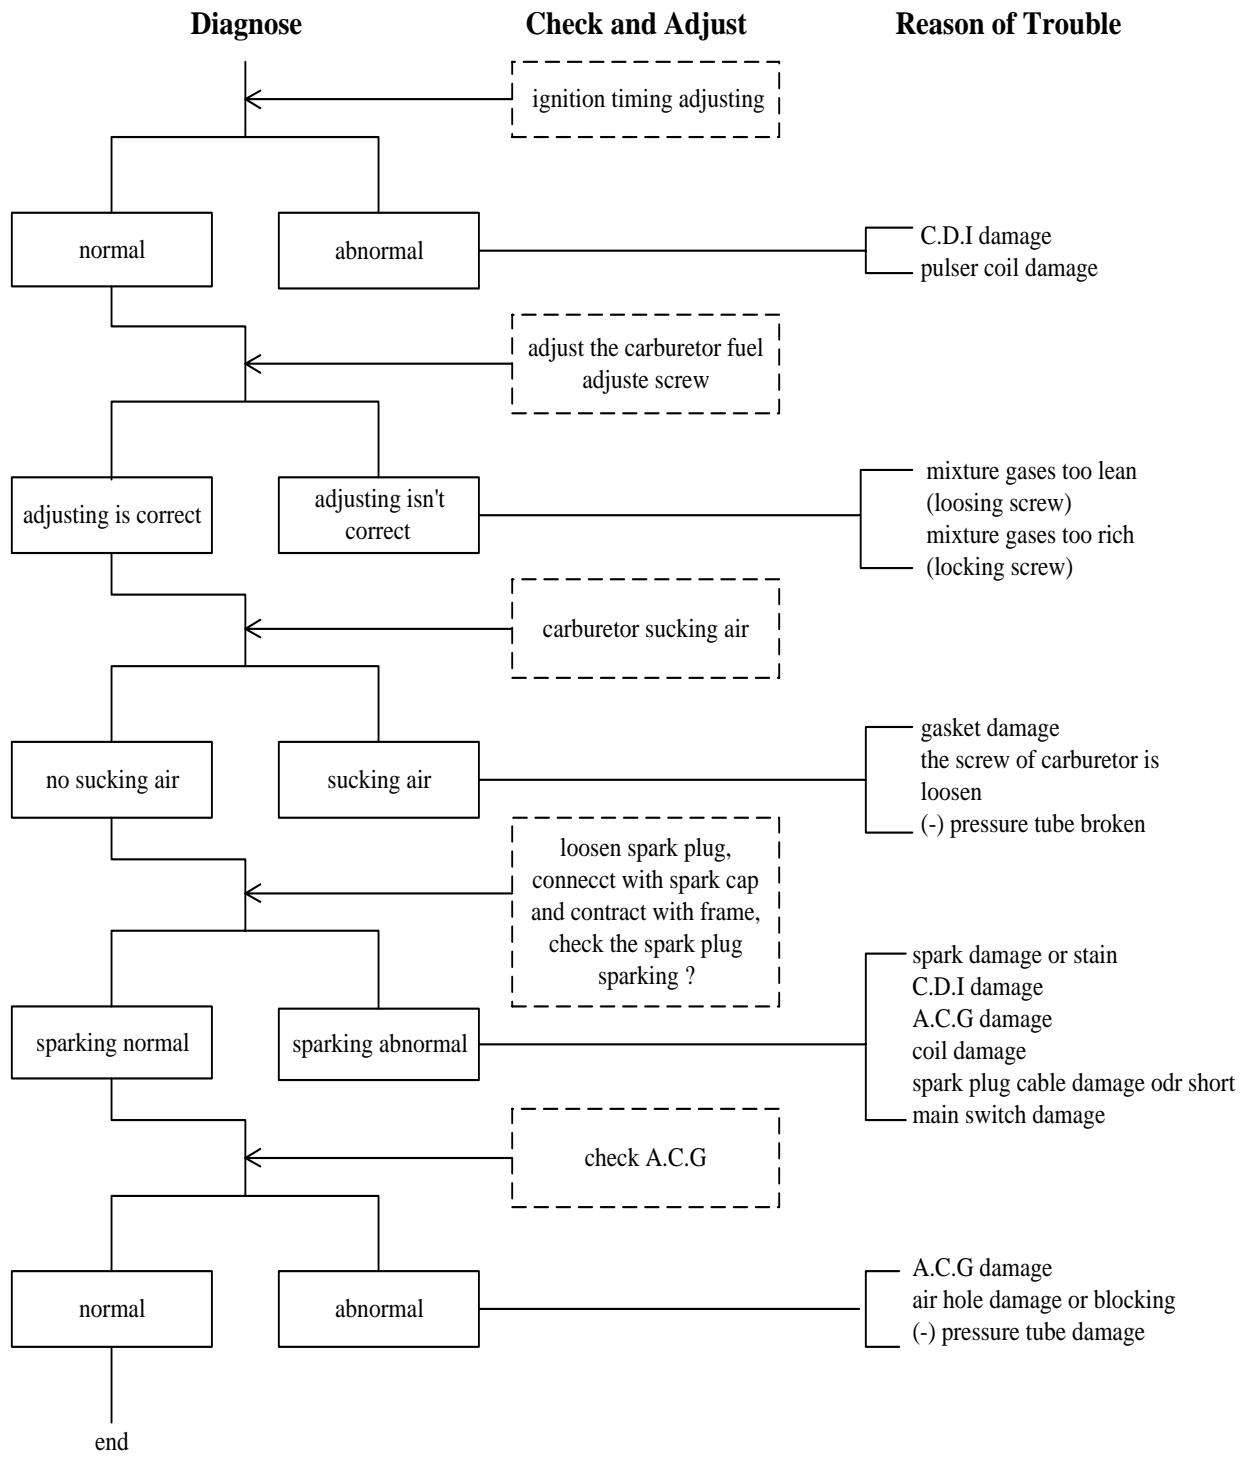 Diagnose
Check and Adjust
Reason of Trouble
ignition timing adjusting
normal
abnormal
C.D.I damage
pulser coil damage
adjust the carburetor fuel
adjuste screw
adjusting is correct
adjusting isn't
correct
mixture gases too lean
(loosing screw)
mixture gases too rich
(locking screw)
carburetor sucking air
no sucking air
sucking air
gasket damage
the screw of carburetor is
loosen
(-) pressure tube broken
loosen spark plug,
connecct with spark cap
and contract with frame,
check the spark plug
sparking ?
sparking normal
sparking abnormal
spark damage or stain
C.D.I damage
A.C.G damage
coil damage
spark plug cable damage odr short
main switch damage
check A.C.G
normal
abnormal
A.C.G damage
air hole damage or blocking
(-) pressure tube damage
end